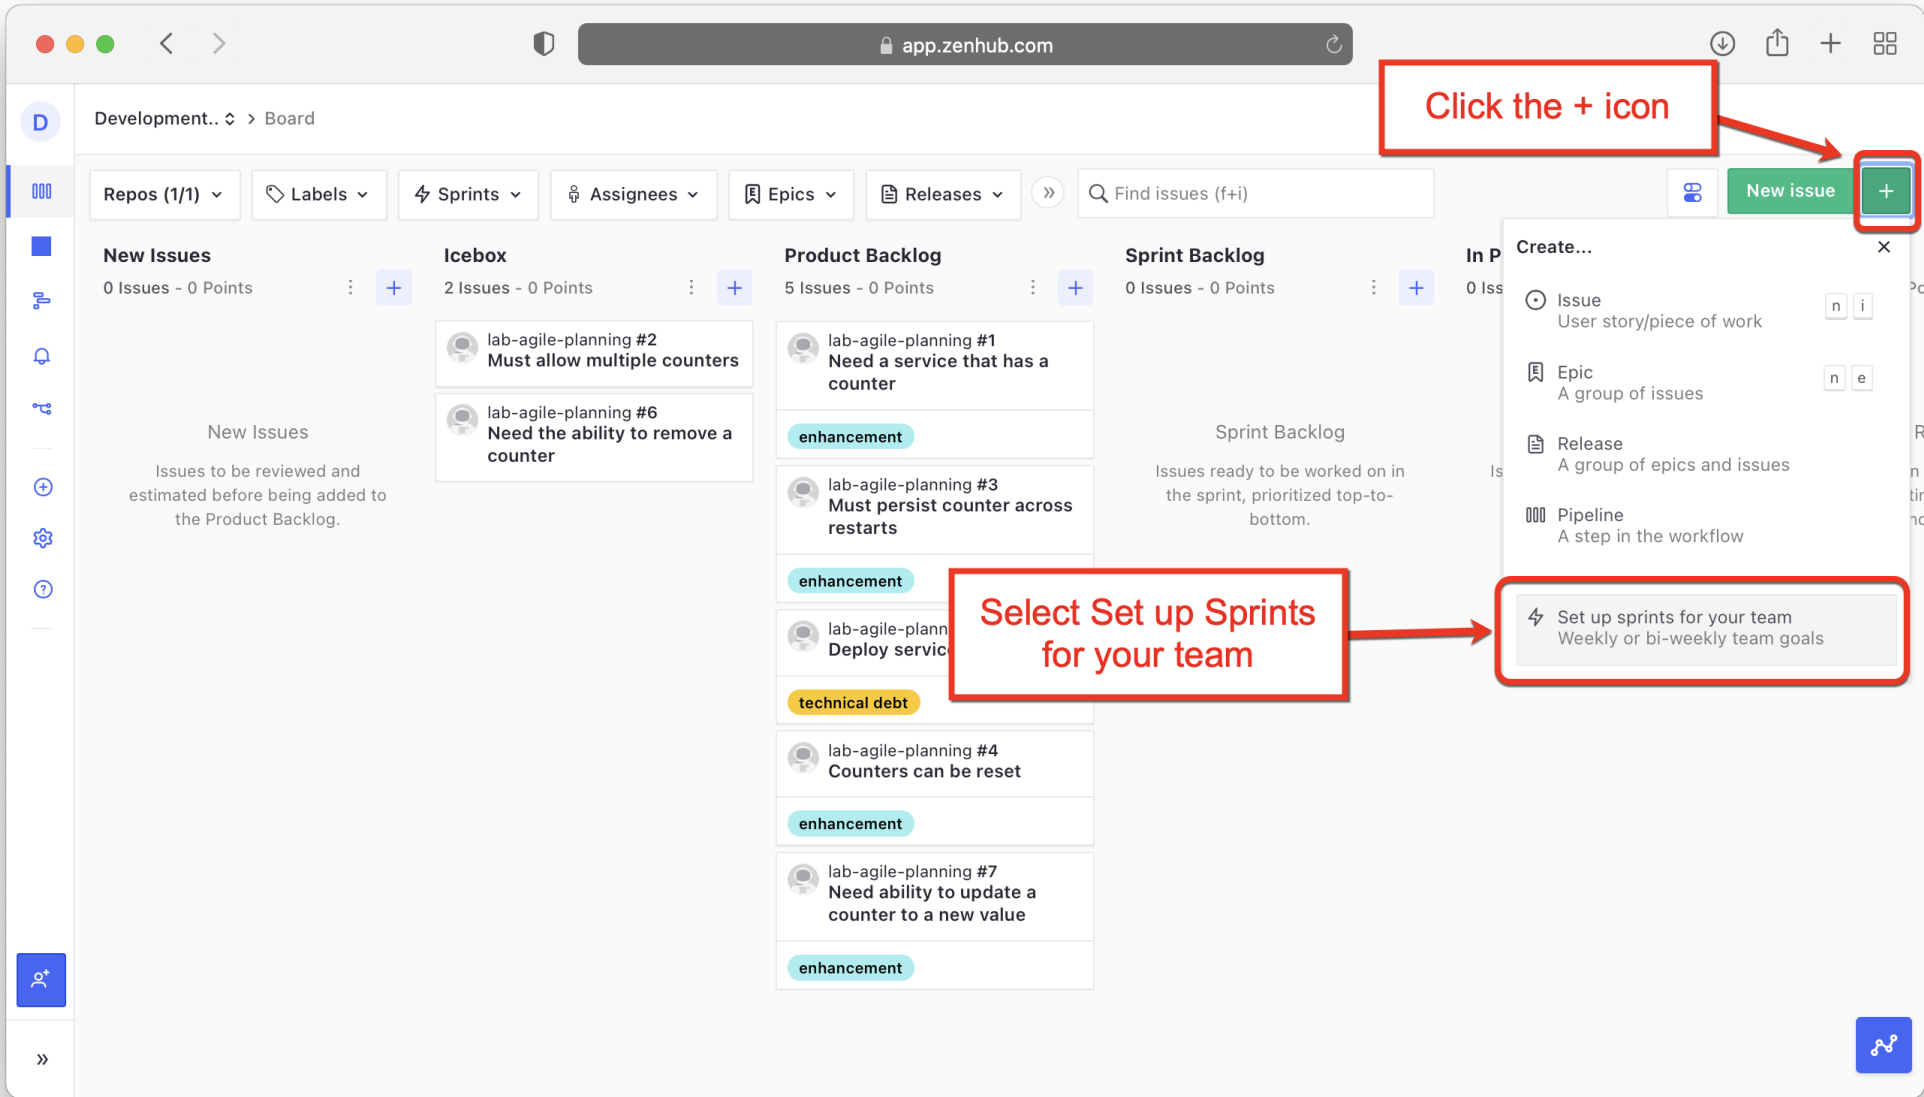 app.zenhub.com
Click the + icon
D
Development.. > Board
Repos (1/1)
Labels
Sprints
Assignees
Epics
Releases
Find issues (f+i)
New issue
New Issues
0 Issues - 0 Points
New Issues
Issues to be reviewed and
estimated before being added to
the Product Backlog.
Icebox
2 Issues - 0 Points
lab-agile-planning #2
Must allow multiple counters
lab-agile-planning #6
Need the ability to remove a
counter
Product Backlog
5 Issues - 0 Points
lab-agile-planning #1
Need a service that has a
counter
enhancement
lab-agile-planning #3
Must persist counter across
restarts
enhancement
lab-agile-plann
Deploy servic
technical debt
lab-agile-planning #4
Counters can be reset
enhancement
lab-agile-planning #7
Need ability to update a
counter to a new value
enhancement
Sprint Backlog
0 Issues - 0 Points
Sprint Backlog
Issues ready to be worked on in
the sprint, prioritized top-to-
bottom.
In P
0 Iss
Is
Create...
Issue
User story/piece of work
n i
Epic
A group of issues
n e
Release
A group of epics and issues
Pipeline
A step in the workflow
Set up sprints for your team
Weekly or bi-weekly team goals
Select Set up Sprints
for your team